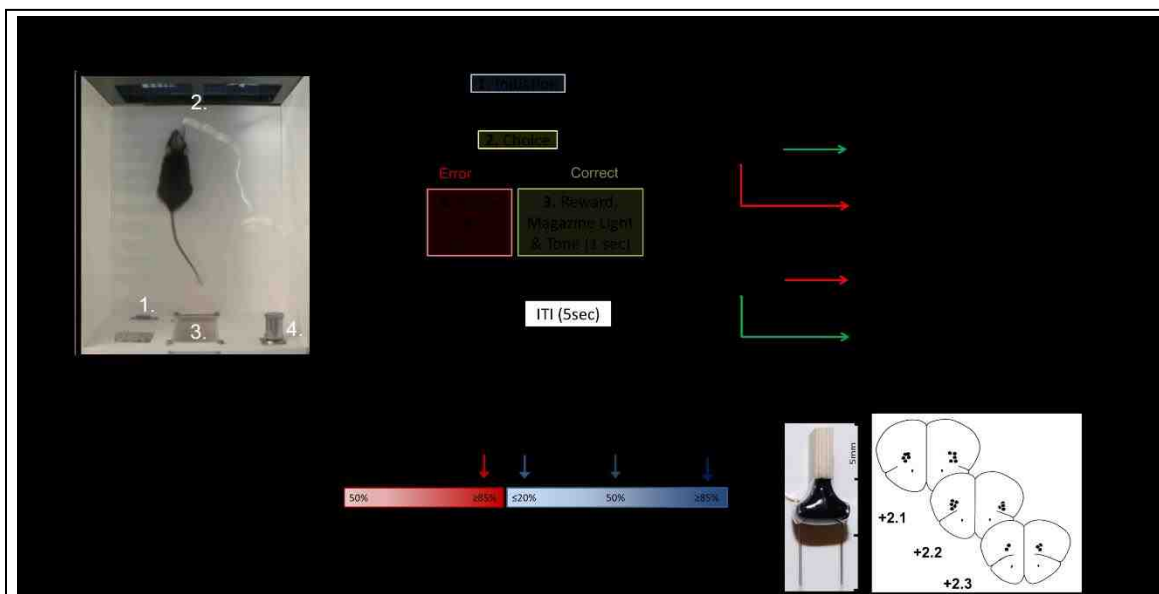 2.
1.
3.
4.
1. Initiation
2. Choice
Error
Correct
3. Reward,
Magazine Light
& Tone (1 sec)
ITI (5sec)
50%
≥85%
≤20%
50%
≥85%
5mm
+2.1
+2.2
+2.3